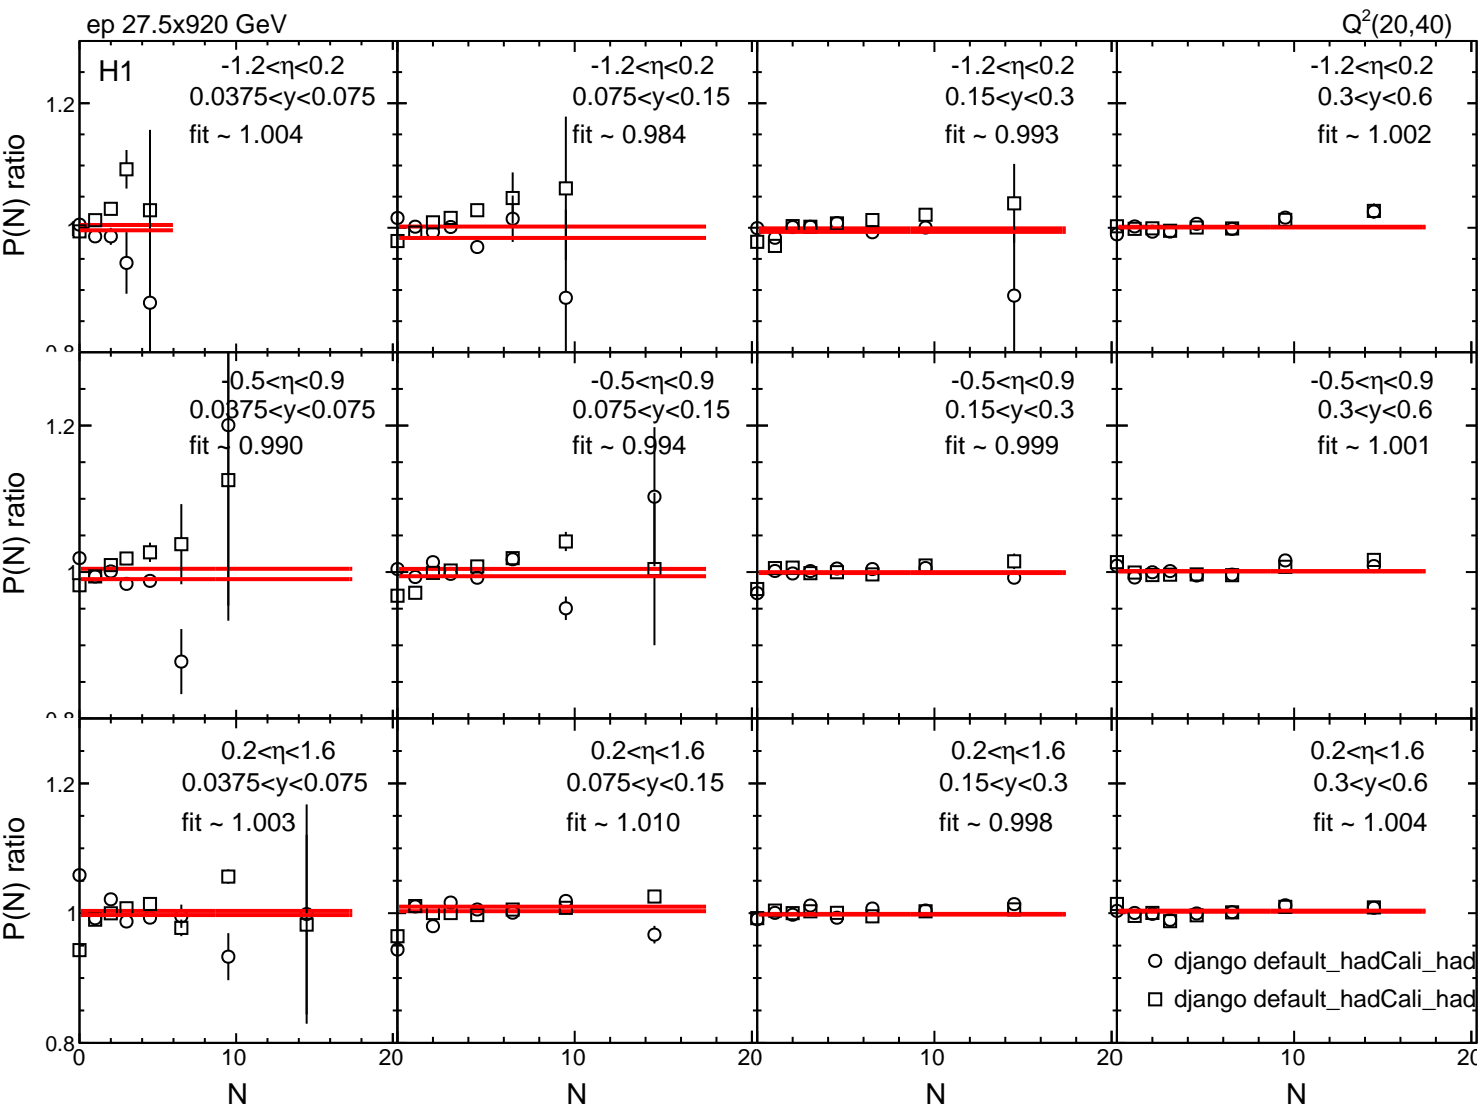 ep 27.5x920 GeV
Q²(20,40)
H1
-1.2<η<0.2
0.0375<y<0.075
fit ~ 1.004
-1.2<η<0.2
0.075<y<0.15
fit ~ 0.984
-1.2<η<0.2
0.15<y<0.3
fit ~ 0.993
-1.2<η<0.2
0.3<y<0.6
fit ~ 1.002
1.2
1
0.8
P(N) ratio
-0.5<η<0.9
0.0375<y<0.075
fit ~ 0.990
-0.5<η<0.9
0.075<y<0.15
fit ~ 0.994
-0.5<η<0.9
0.15<y<0.3
fit ~ 0.999
-0.5<η<0.9
0.3<y<0.6
fit ~ 1.001
1.2
1
0.8
P(N) ratio
0.2<η<1.6
0.0375<y<0.075
fit ~ 1.003
0.2<η<1.6
0.075<y<0.15
fit ~ 1.010
0.2<η<1.6
0.15<y<0.3
fit ~ 0.998
0.2<η<1.6
0.3<y<0.6
fit ~ 1.004
1.2
1
0.8
P(N) ratio
django default_hadCali_had
django default_hadCali_had
0 10 20 10 20 10 20 10 20
N N N N